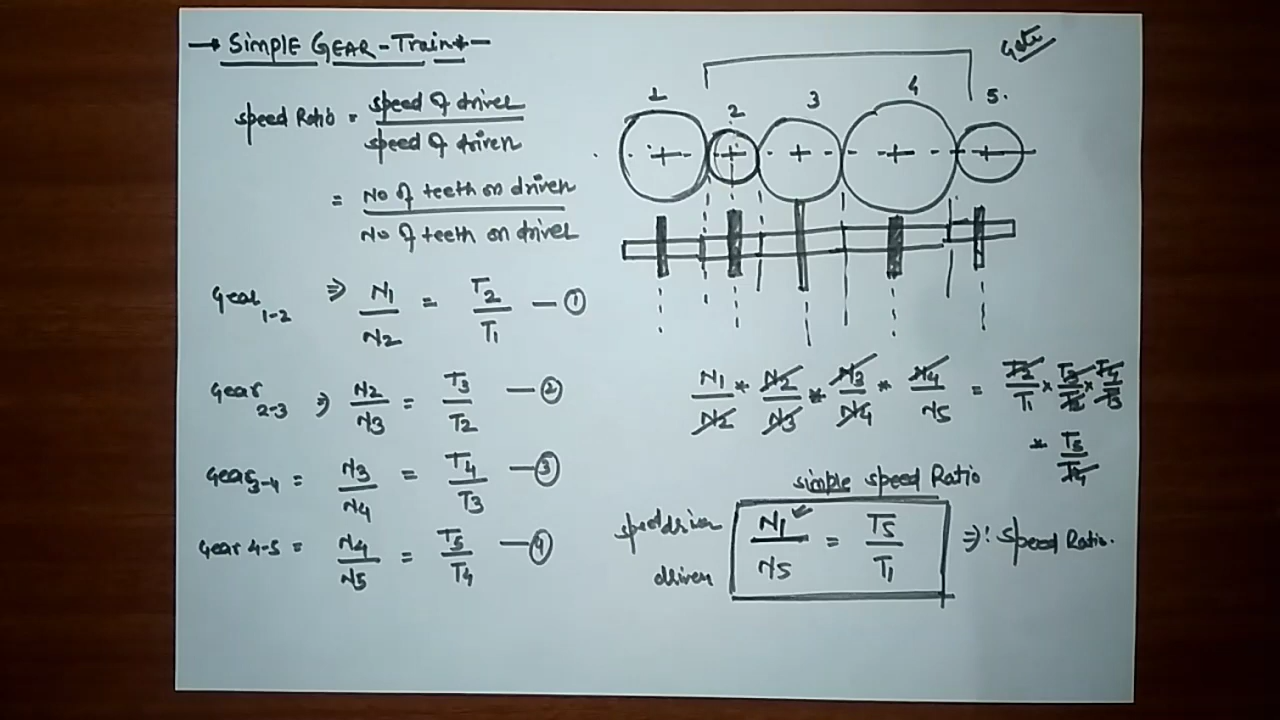 → Simple GEAR-Train:-
speed Ratio = speed of driver / speed of driven
= No of teeth on driven / No of teeth on driver
Gear 1-2 ⇒ N1/N2 = T2/T1 — ①
Gear 2-3 ⇒ N2/N3 = T3/T2 — ②
Gear 3-4 = N3/N4 = T4/T3 — ③
Gear 4-5 = N4/N5 = T5/T4 — ④
Gate
1 2 3 4 5.
N1/N2 * N2/N3 * N3/N4 * N4/N5 = T2/T1 × T3/T2 × T4/T3
* T5/T4
simple speed Ratio
speed driver
driven
N1/N5 = T5/T1 ⇒: Speed Ratio.